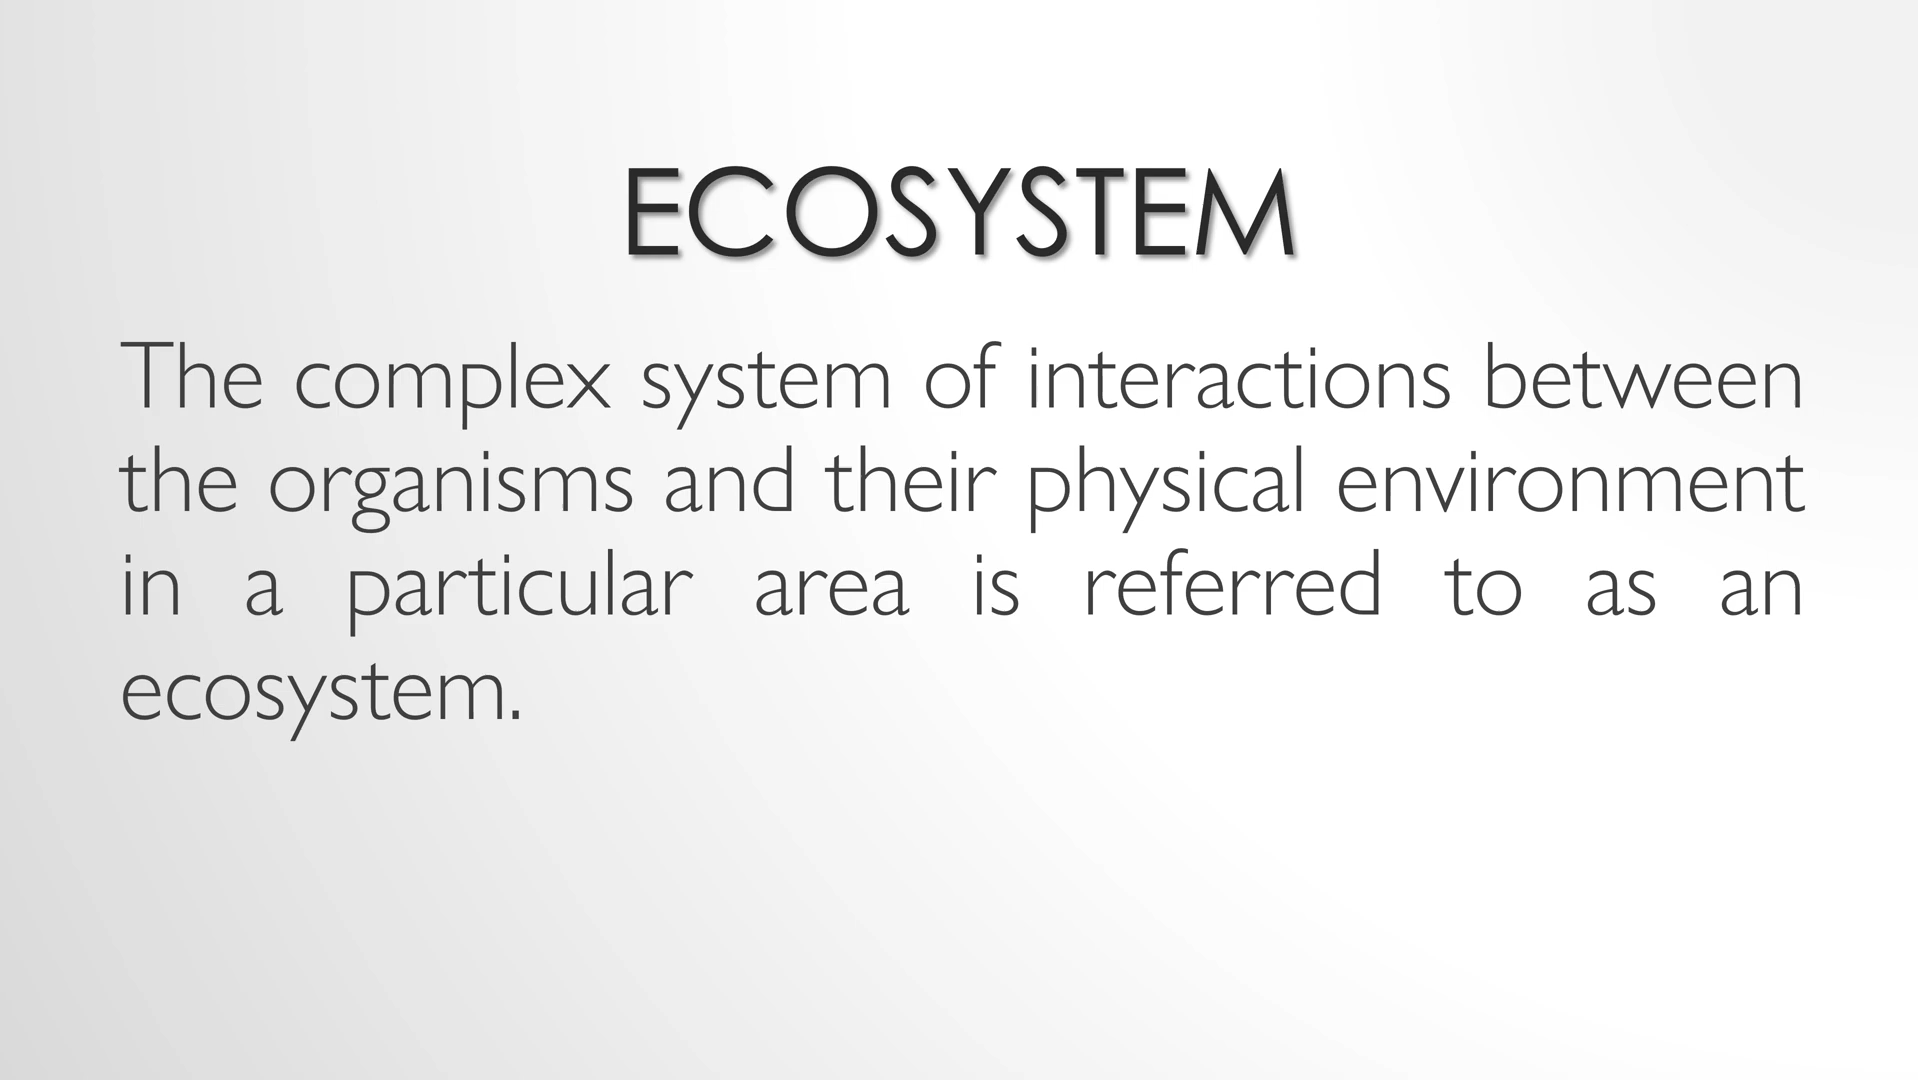 ECOSYSTEM
The complex system of interactions between
the organisms and their physical environment
in a particular area is referred to as an
ecosystem.